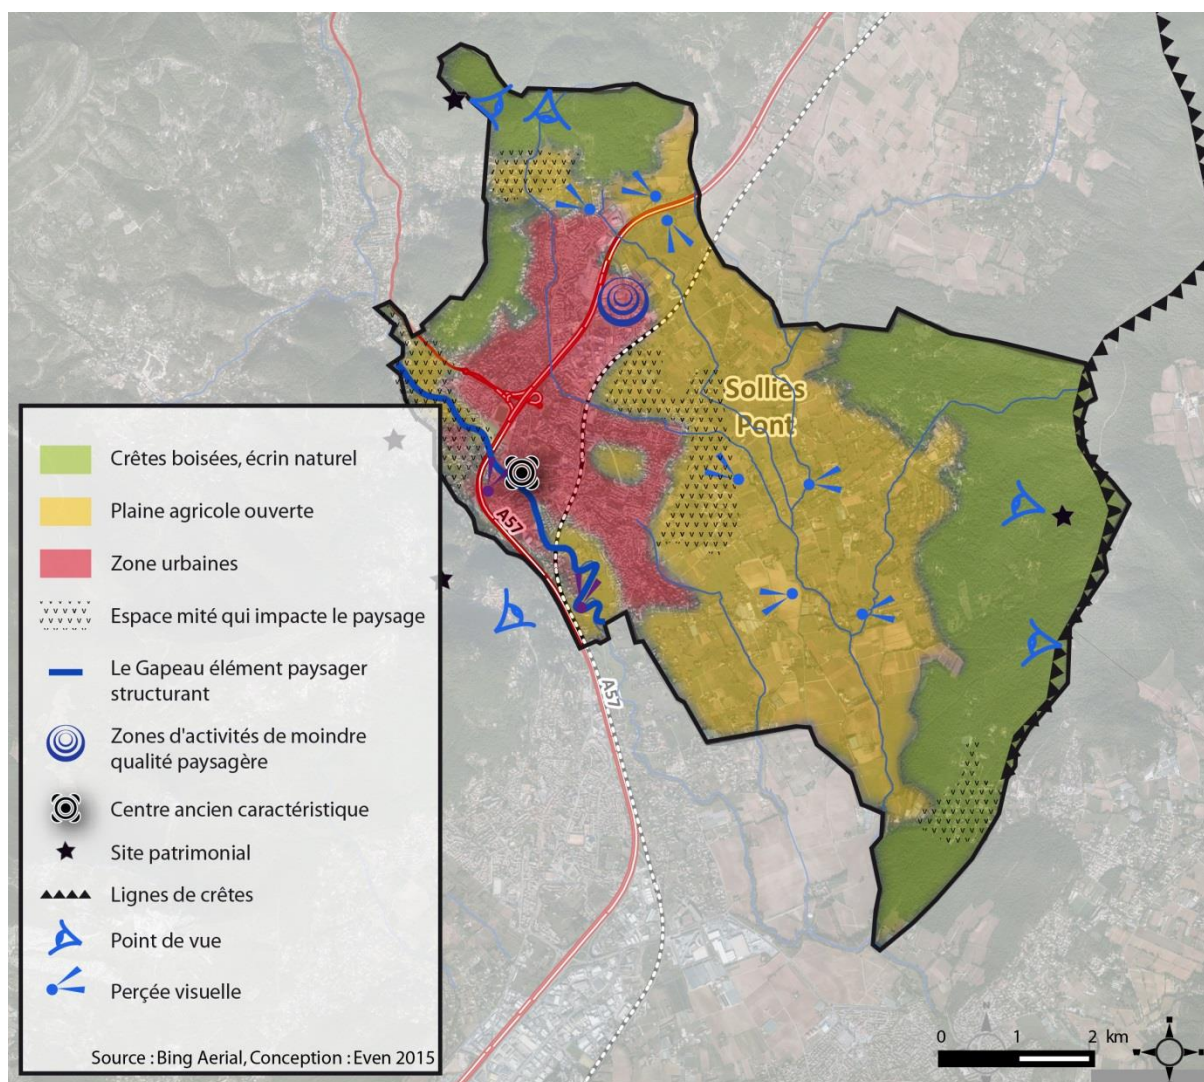 Sollies
Pont
A57
A57
Crêtes boisées, écrin naturel
Plaine agricole ouverte
Zone urbaines
Espace mité qui impacte le paysage
Le Gapeau élément paysager
structurant
Zones d'activités de moindre
qualité paysagère
Centre ancien caractéristique
Site patrimonial
Lignes de crêtes
Point de vue
Perçée visuelle
Source : Bing Aerial, Conception : Even 2015
0 1 2 km
N